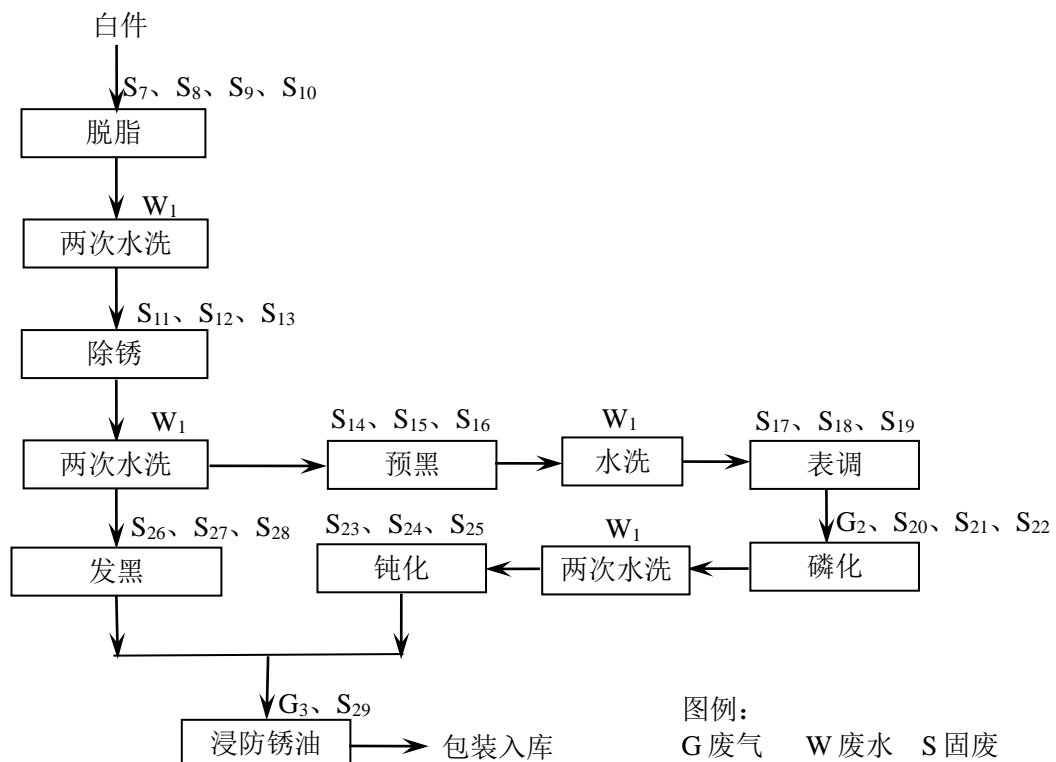 白件
S7、S8、S9、S10
脱脂
W1
两次水洗
S11、S12、S13
除锈
W1
两次水洗
S14、S15、S16
预黑
W1
水洗
S17、S18、S19
表调
S26、S27、S28
发黑
S23、S24、S25
钝化
W1
两次水洗
G2、S20、S21、S22
磷化
G3、S29
浸防锈油
包装入库
图例：
G 废气 W 废水 S 固废